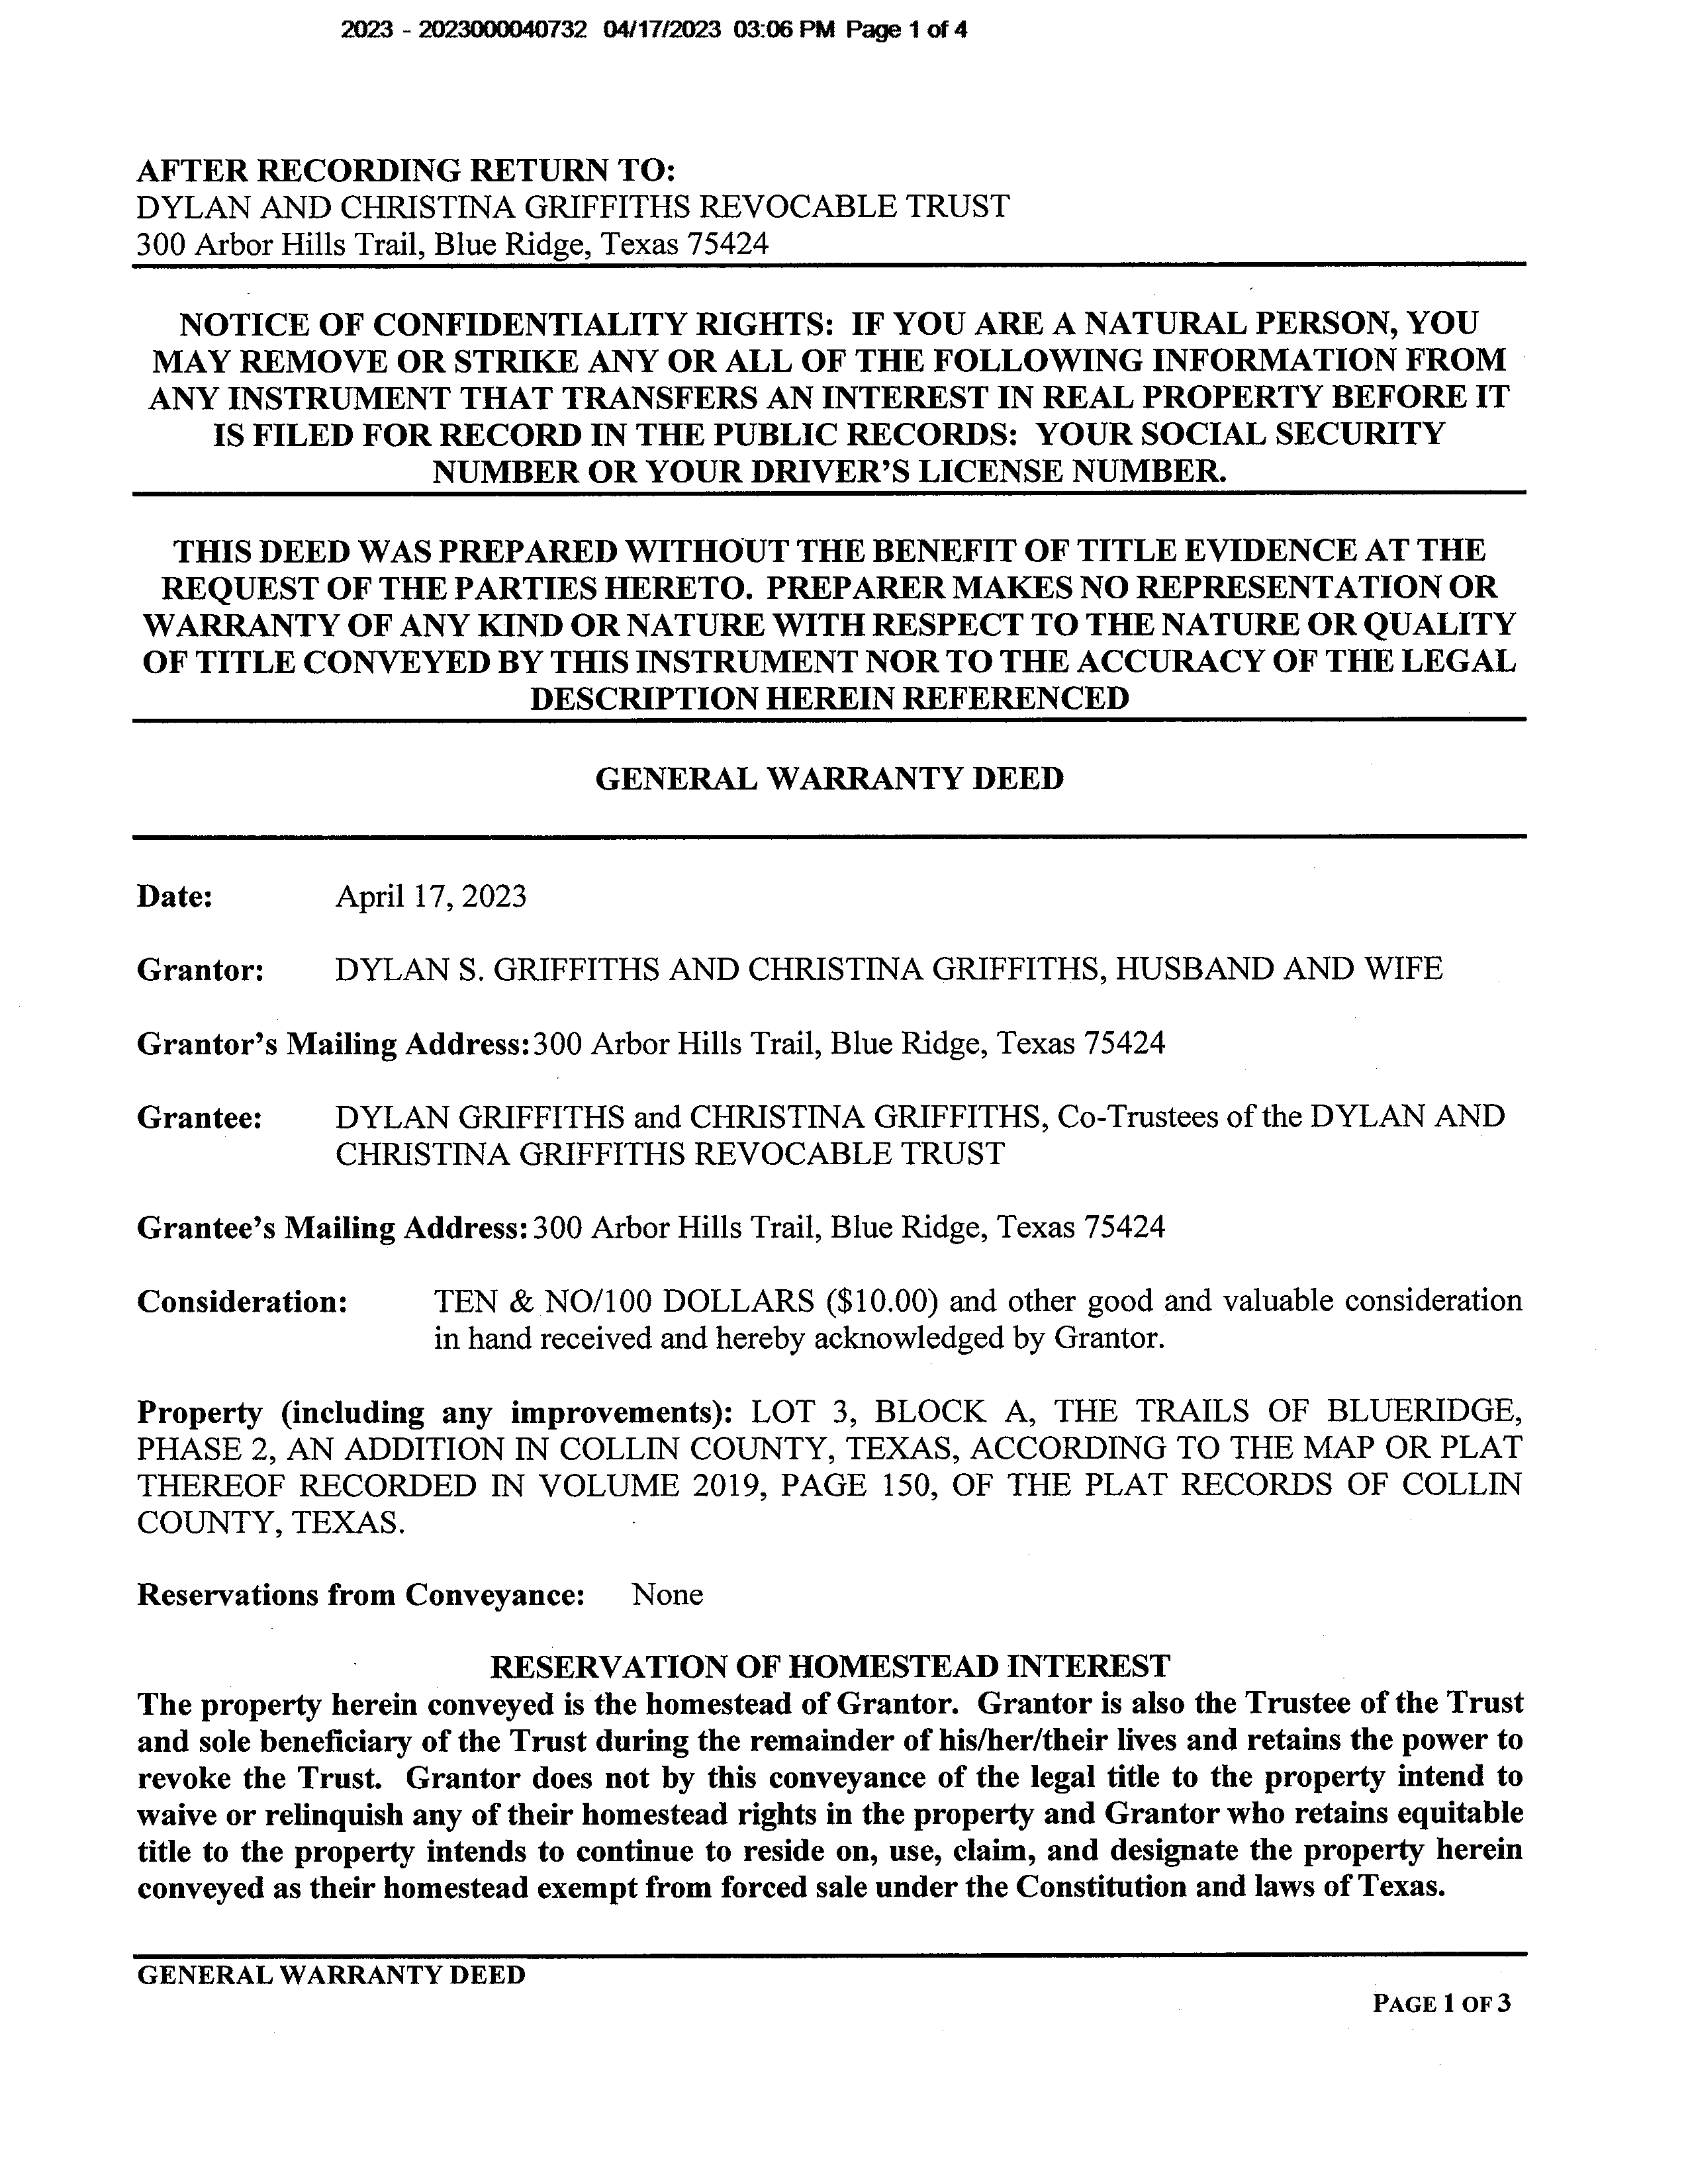 2023 - 2023000040732 04/17/2023 03:06 PM Page 1 of 4
AFTER RECORDING RETURN TO:
DYLAN AND CHRISTINA GRIFFITHS REVOCABLE TRUST
300 Arbor Hills Trail, Blue Ridge, Texas 75424
NOTICE OF CONFIDENTIALITY RIGHTS: IF YOU ARE A NATURAL PERSON, YOU
MAY REMOVE OR STRIKE ANY OR ALL OF THE FOLLOWING INFORMATION FROM
ANY INSTRUMENT THAT TRANSFERS AN INTEREST IN REAL PROPERTY BEFORE IT
IS FILED FOR RECORD IN THE PUBLIC RECORDS: YOUR SOCIAL SECURITY
NUMBER OR YOUR DRIVER'S LICENSE NUMBER.
THIS DEED WAS PREPARED WITHOUT THE BENEFIT OF TITLE EVIDENCE AT THE
REQUEST OF THE PARTIES HERETO. PREPARER MAKES NO REPRESENTATION OR
WARRANTY OF ANY KIND OR NATURE WITH RESPECT TO THE NATURE OR QUALITY
OF TITLE CONVEYED BY THIS INSTRUMENT NOR TO THE ACCURACY OF THE LEGAL
DESCRIPTION HEREIN REFERENCED
GENERAL WARRANTY DEED
Date: April 17, 2023
Grantor: DYLAN S. GRIFFITHS AND CHRISTINA GRIFFITHS, HUSBAND AND WIFE
Grantor's Mailing Address: 300 Arbor Hills Trail, Blue Ridge, Texas 75424
Grantee: DYLAN GRIFFITHS and CHRISTINA GRIFFITHS, Co-Trustees of the DYLAN AND
CHRISTINA GRIFFITHS REVOCABLE TRUST
Grantee's Mailing Address: 300 Arbor Hills Trail, Blue Ridge, Texas 75424
Consideration: TEN & NO/100 DOLLARS ($10.00) and other good and valuable consideration
in hand received and hereby acknowledged by Grantor.
Property (including any improvements): LOT 3, BLOCK A, THE TRAILS OF BLUERIDGE,
PHASE 2, AN ADDITION IN COLLIN COUNTY, TEXAS, ACCORDING TO THE MAP OR PLAT
THEREOF RECORDED IN VOLUME 2019, PAGE 150, OF THE PLAT RECORDS OF COLLIN
COUNTY, TEXAS.
Reservations from Conveyance: None
RESERVATION OF HOMESTEAD INTEREST
The property herein conveyed is the homestead of Grantor. Grantor is also the Trustee of the Trust
and sole beneficiary of the Trust during the remainder of his/her/their lives and retains the power to
revoke the Trust. Grantor does not by this conveyance of the legal title to the property intend to
waive or relinquish any of their homestead rights in the property and Grantor who retains equitable
title to the property intends to continue to reside on, use, claim, and designate the property herein
conveyed as their homestead exempt from forced sale under the Constitution and laws of Texas.
GENERAL WARRANTY DEED
PAGE 1 OF 3